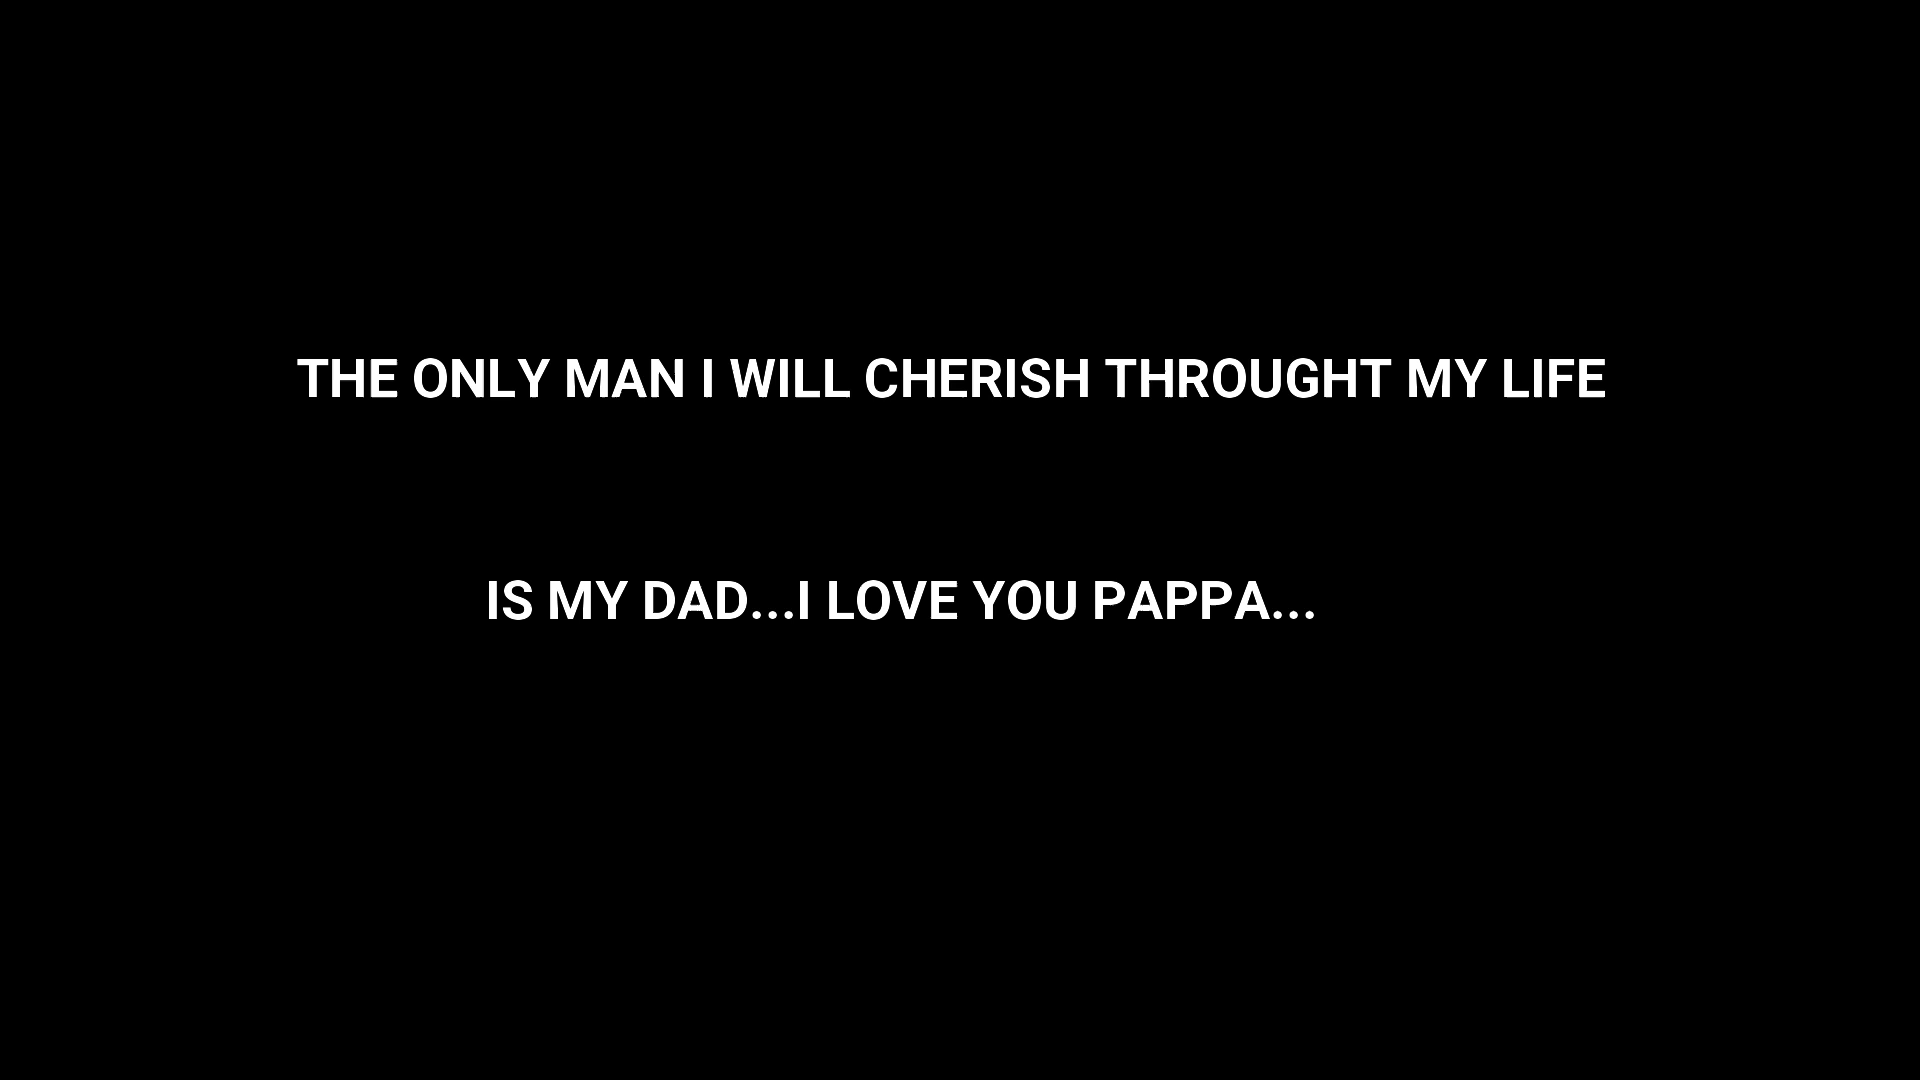 THE ONLY MAN I WILL CHERISH THROUGHT MY LIFE
IS MY DAD...I LOVE YOU PAPPA...